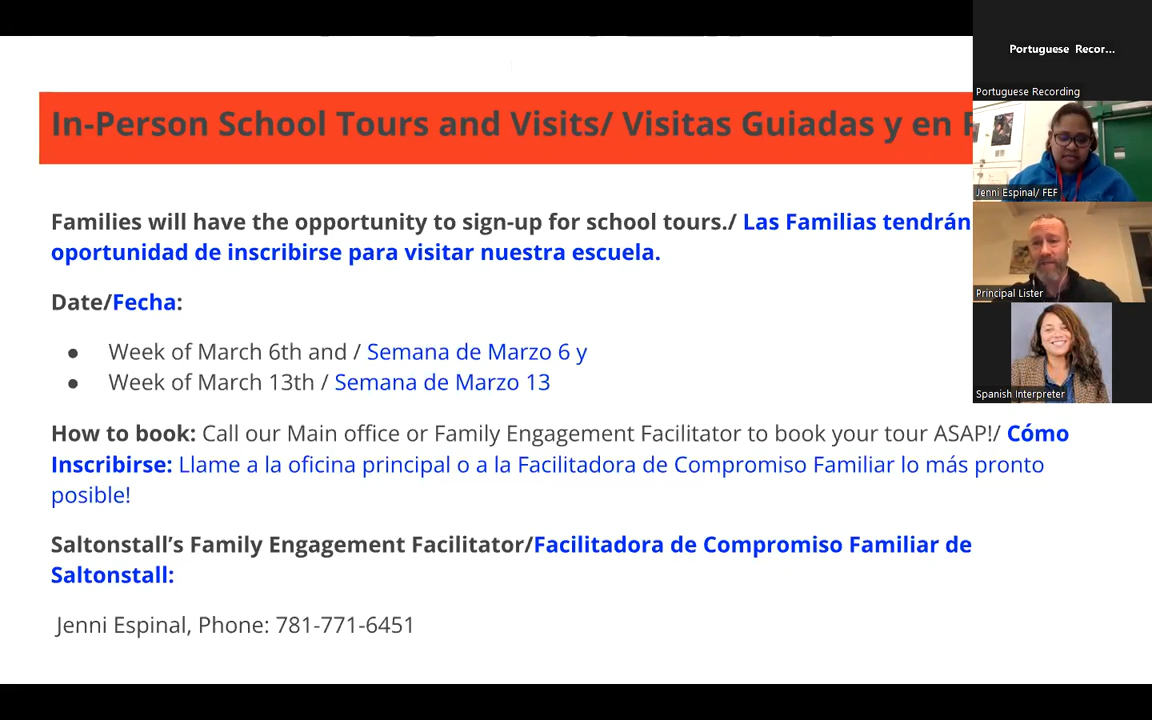 In-Person School Tours and Visits/ Visitas Guiadas y en
Families will have the opportunity to sign-up for school tours./ Las Familias tendrán
oportunidad de inscribirse para visitar nuestra escuela.
Date/Fecha:
● Week of March 6th and / Semana de Marzo 6 y
● Week of March 13th / Semana de Marzo 13
How to book: Call our Main office or Family Engagement Facilitator to book your tour ASAP!/ Cómo
Inscribirse: Llame a la oficina principal o a la Facilitadora de Compromiso Familiar lo más pronto
posible!
Saltonstall’s Family Engagement Facilitator/Facilitadora de Compromiso Familiar de
Saltonstall:
Jenni Espinal, Phone: 781-771-6451
Portuguese Recor...
Portuguese Recording
Jenni Espinal/ FEF
Principal Lister
Spanish Interpreter